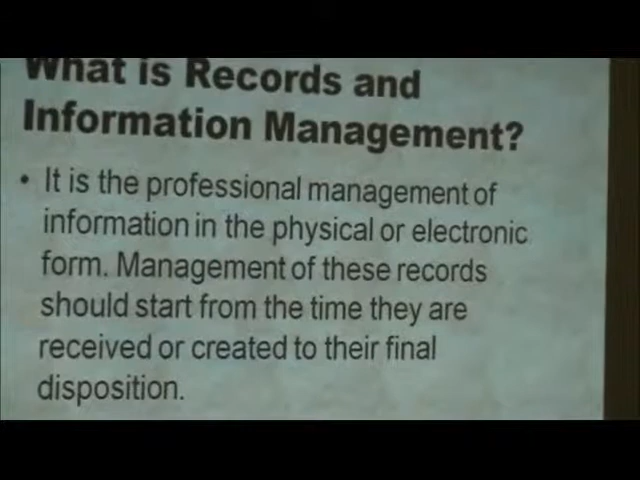 What is Records and
Information Management?
• It is the professional management of
information in the physical or electronic
form. Management of these records
should start from the time they are
received or created to their final
disposition.